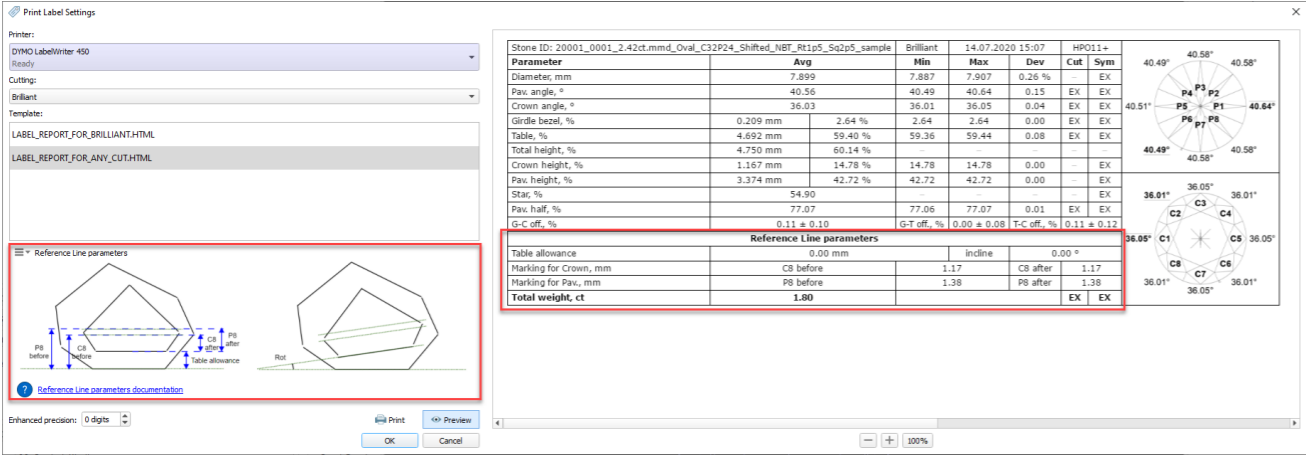 Print Label Settings
Printer:
DYMO LabelWriter 450
Ready
Cutting:
Brilliant
Template:
LABEL_REPORT_FOR_BRILLIANT.HTML
LABEL_REPORT_FOR_ANY_CUT.HTML
Reference Line parameters
P8 before
C8 before
C8 after
P8 after
Table allowance
Rot
? Reference Line parameters documentation
Enhanced precision: 0 digits
Print Preview
OK Cancel
Stone ID: 20001_0001_2.42ct.mmd_Oval_C32P24_Shifted_NBT_Rt1p5_Sq2p5_sample Brilliant 14.07.2020 15:07 HPO11+
Parameter Avg Min Max Dev Cut Sym
Diameter, mm 7.899 7.887 7.907 0.26 % – EX
Pav. angle, ° 40.56 40.49 40.64 0.15 EX EX
Crown angle, ° 36.03 36.01 36.05 0.04 EX EX
Girdle bezel, % 0.209 mm 2.64 % 2.64 2.64 0.00 EX EX
Table, % 4.692 mm 59.40 % 59.36 59.44 0.08 EX EX
Total height, % 4.750 mm 60.14 % – – – – –
Crown height, % 1.167 mm 14.78 % 14.78 14.78 0.00 – EX
Pav. height, % 3.374 mm 42.72 % 42.72 42.72 0.00 – EX
Star, % 54.90 – – – – EX
Pav. half, % 77.07 77.06 77.07 0.01 EX EX
G-C off., % 0.11 ± 0.10 G-T off., % 0.00 ± 0.08 T-C off., % 0.11 ± 0.12
Reference Line parameters
Table allowance 0.00 mm incline 0.00 °
Marking for Crown, mm C8 before 1.17 C8 after 1.17
Marking for Pav., mm P8 before 1.38 P8 after 1.38
Total weight, ct 1.80 EX EX
40.58°
40.49° 40.58°
P3
P4 P2
40.51° P5 P1 40.64°
P6 P7 P8
40.49° 40.58°
40.58°
36.05°
36.01° 36.01°
C3
C2 C4
36.05° C1 C5 36.05°
C8 C6
C7
36.01° 36.01°
36.05°
100%